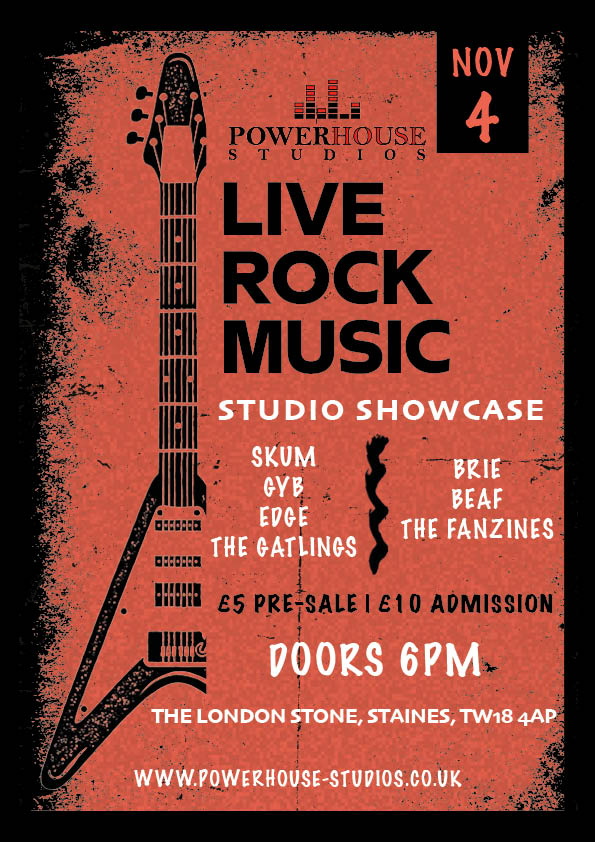 NOV
4
POWERHOUSE
STUDIOS
LIVE
ROCK
MUSIC
STUDIO SHOWCASE
SKUM
GYB
EDGE
THE GATLINGS
BRIE
BEAF
THE FANZINES
£5 PRE-SALE | £10 ADMISSION
DOORS 6PM
THE LONDON STONE, STAINES, TW18 4AP
WWW.POWERHOUSE-STUDIOS.CO.UK